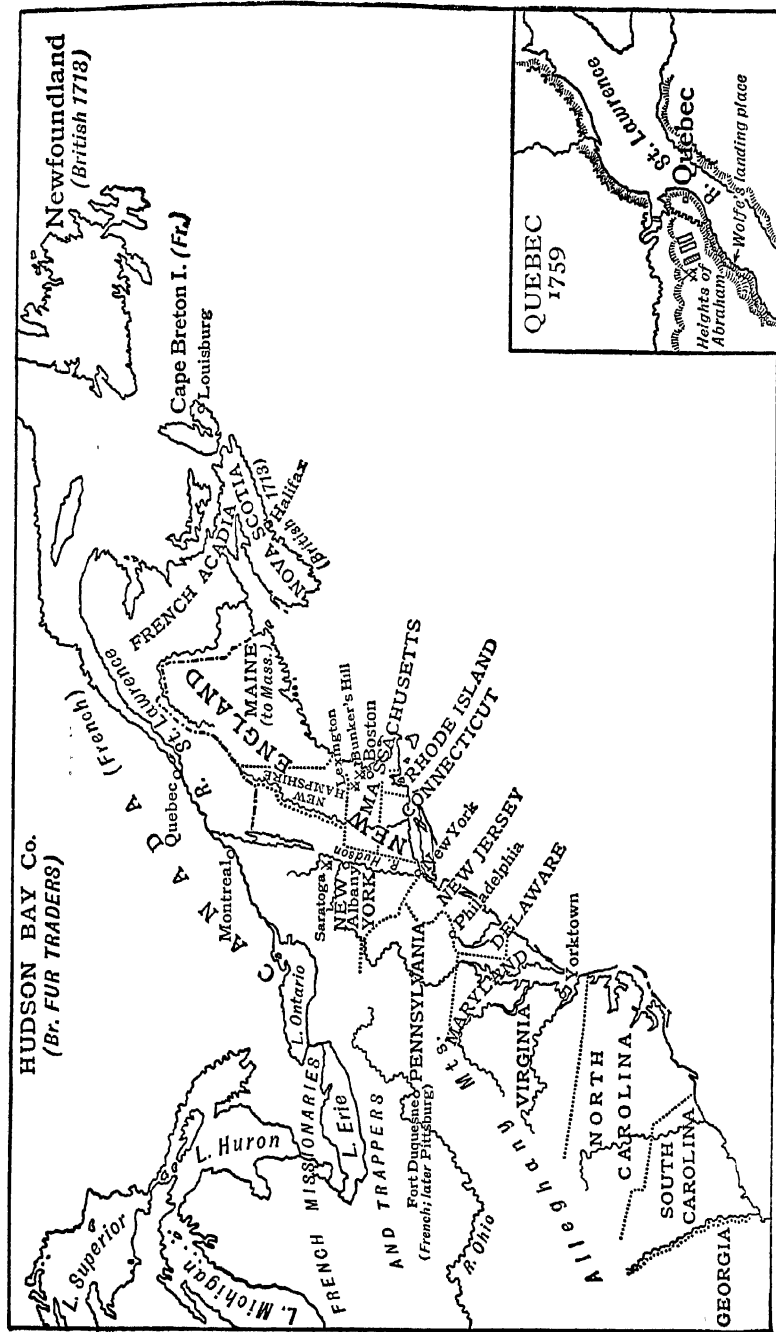 HUDSON BAY Co.
(Br. FUR TRADERS)
Newfoundland
(British 1713)
Cape Breton I. (Fr.)
Louisburg
CANADA (French)
St. Lawrence
R.
Quebec
Montreal
FRENCH ACADIA
NOVA SCOTIA
(British 1713)
Halifax
MAINE
(to Mass.)
NEW ENGLAND
NEW
HAMPSHIRE
Lexington
Bunker's Hill
Boston
MASSACHUSETTS
RHODE ISLAND
CONNECTICUT
R. Hudson
Saratoga
NEW
Albany
YORK
New York
NEW JERSEY
Philadelphia
DELAWARE
PENNSYLVANIA
MARYLAND
Yorktown
VIRGINIA
NORTH
CAROLINA
SOUTH
CAROLINA
GEORGIA
Alleghany Mts.
L. Superior
L. Michigan
L. Huron
L. Ontario
L. Erie
FRENCH MISSIONARIES
AND TRAPPERS
Fort Duquesne
(French; later Pittsburg)
R. Ohio
QUEBEC
1759
St. Lawrence
R.
Quebec
Heights of
Abraham
Wolfe's landing place